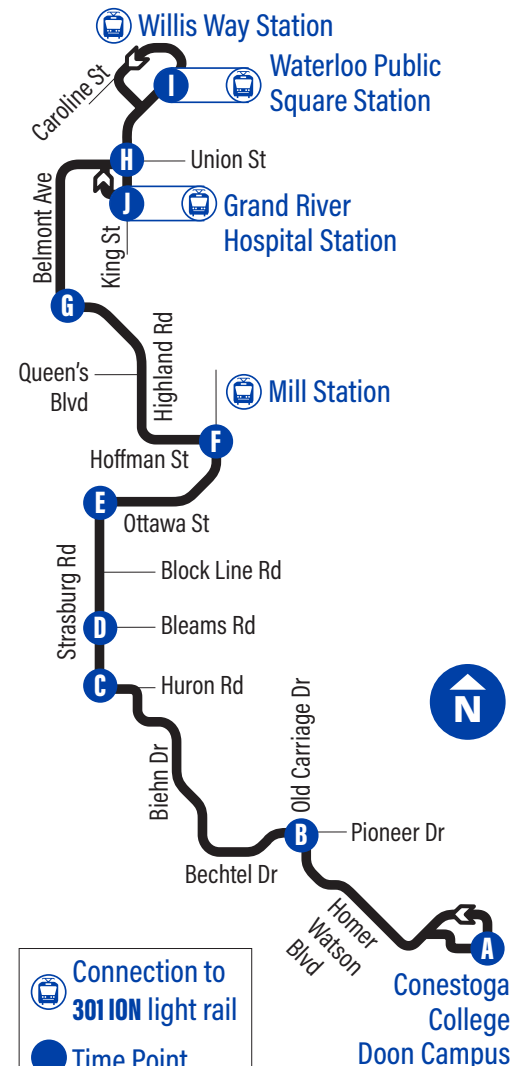 Willis Way Station
Waterloo Public
Square Station
Caroline St
I
H
Union St
Belmont Ave
J
King St
Grand River
Hospital Station
G
Highland Rd
Queen's
Blvd
Mill Station
F
Hoffman St
E
Ottawa St
Strasburg Rd
Block Line Rd
D
Bleams Rd
C
Huron Rd
N
Old Carriage Dr
Biehn Dr
B
Pioneer Dr
Bechtel Dr
Homer
Watson
Blvd
A
Conestoga
College
Doon Campus
Connection to
301 ION light rail
Time Point